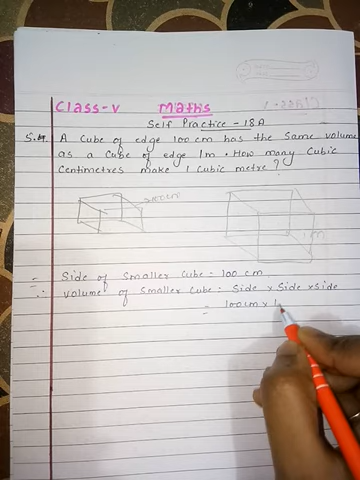 Class-V Maths
Self Practice - 18A
A Cube of edge 100 cm has the Same volume
as a Cube of edge 1m. How many Cubic
Centimetres make 1 Cubic metre?
100cm
1m
= Side of Smaller Cube = 100 cm
∴ Volume of Smaller Cube = Side × Side × Side
= 100cm × 1